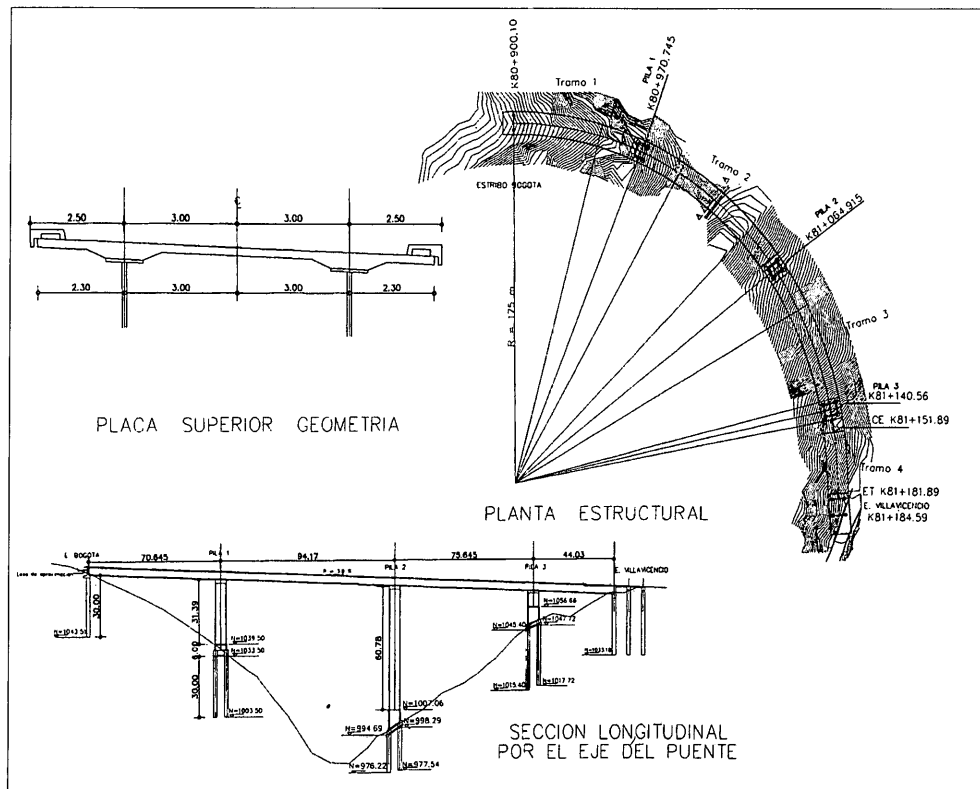 K80+900.10
PILA 1
K80+970.745
Tramo 1
Tramo 2
ESTRIBO BOGOTA
PILA 2
K81+064.915
R = 175 m
Tramo 3
PILA 3
K81+140.56
CE K81+151.89
Tramo 4
ET K81+181.89
E. VILLAVICENCIO
K81+184.59
PLANTA ESTRUCTURAL
2.50 3.00 3.00 2.50
2.30 3.00 3.00 2.30
PLACA SUPERIOR GEOMETRIA
BOGOTA
70.645 PILA 1 94.17 75.645 44.03
PILA 2
PILA 3
E. VILLAVICENCIO
30.00
31.39
6.00
30.00
60.78
N=1039.50
N=1033.50
N=1003.50
N=1007.06
N=998.29
N=994.69
N=976.22
N=977.54
N=1056.66
N=1045.40
N=1047.72
N=1015.40
N=1017.72
SECCION LONGITUDINAL
POR EL EJE DEL PUENTE